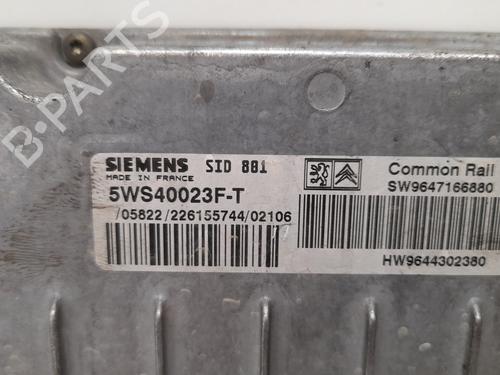 SIEMENS SID 801
MADE IN FRANCE
5WS40023F-T
/05822/226155744/02106
Common Rail
SW9647166880
HW9644302380
B-PARTS